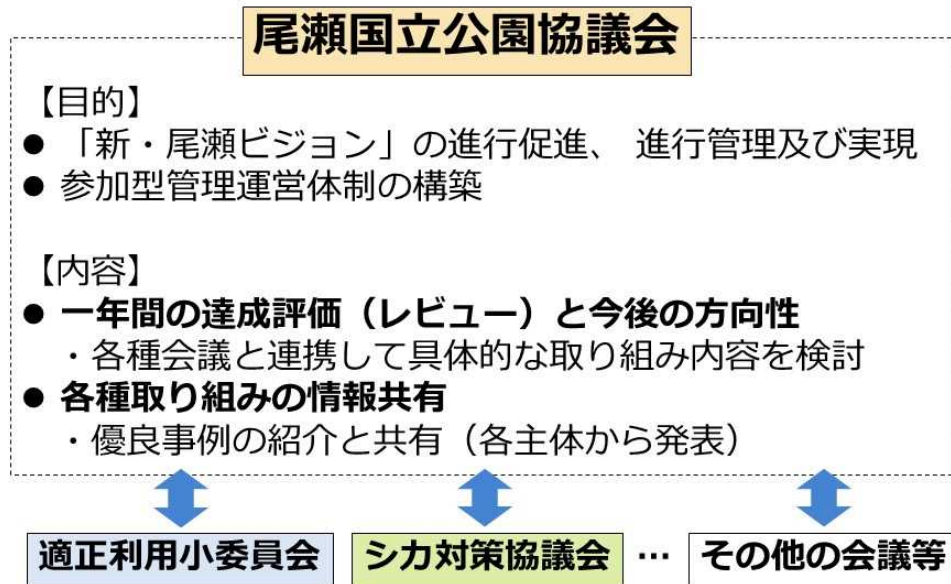 尾瀬国立公園協議会
【目的】
● 「新・尾瀬ビジョン」の進行促進、 進行管理及び実現
● 参加型管理運営体制の構築
【内容】
● 一年間の達成評価（レビュー）と今後の方向性
・各種会議と連携して具体的な取り組み内容を検討
● 各種取り組みの情報共有
・優良事例の紹介と共有（各主体から発表）
適正利用小委員会 シカ対策協議会 … その他の会議等